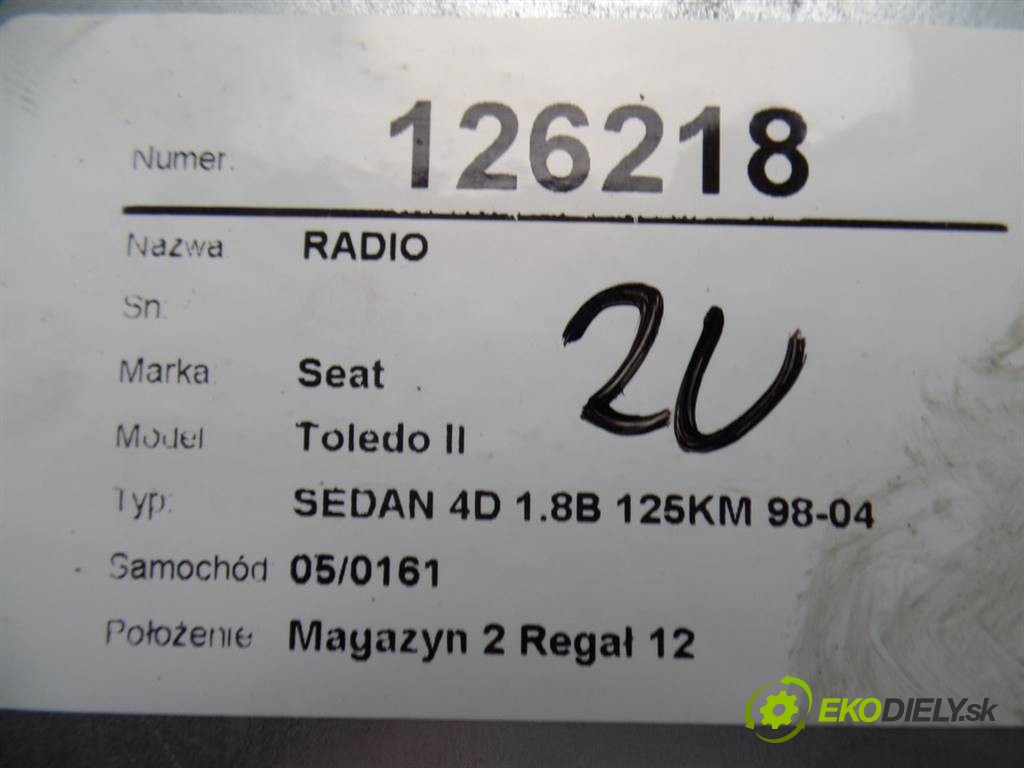 Numer: 126218
Nazwa RADIO
Sn:
Marka: Seat
Model Toledo II
Typ: SEDAN 4D 1.8B 125KM 98-04
Samochód 05/0161
Położenie Magazyn 2 Regał 12
2U
EKODIELY.sk